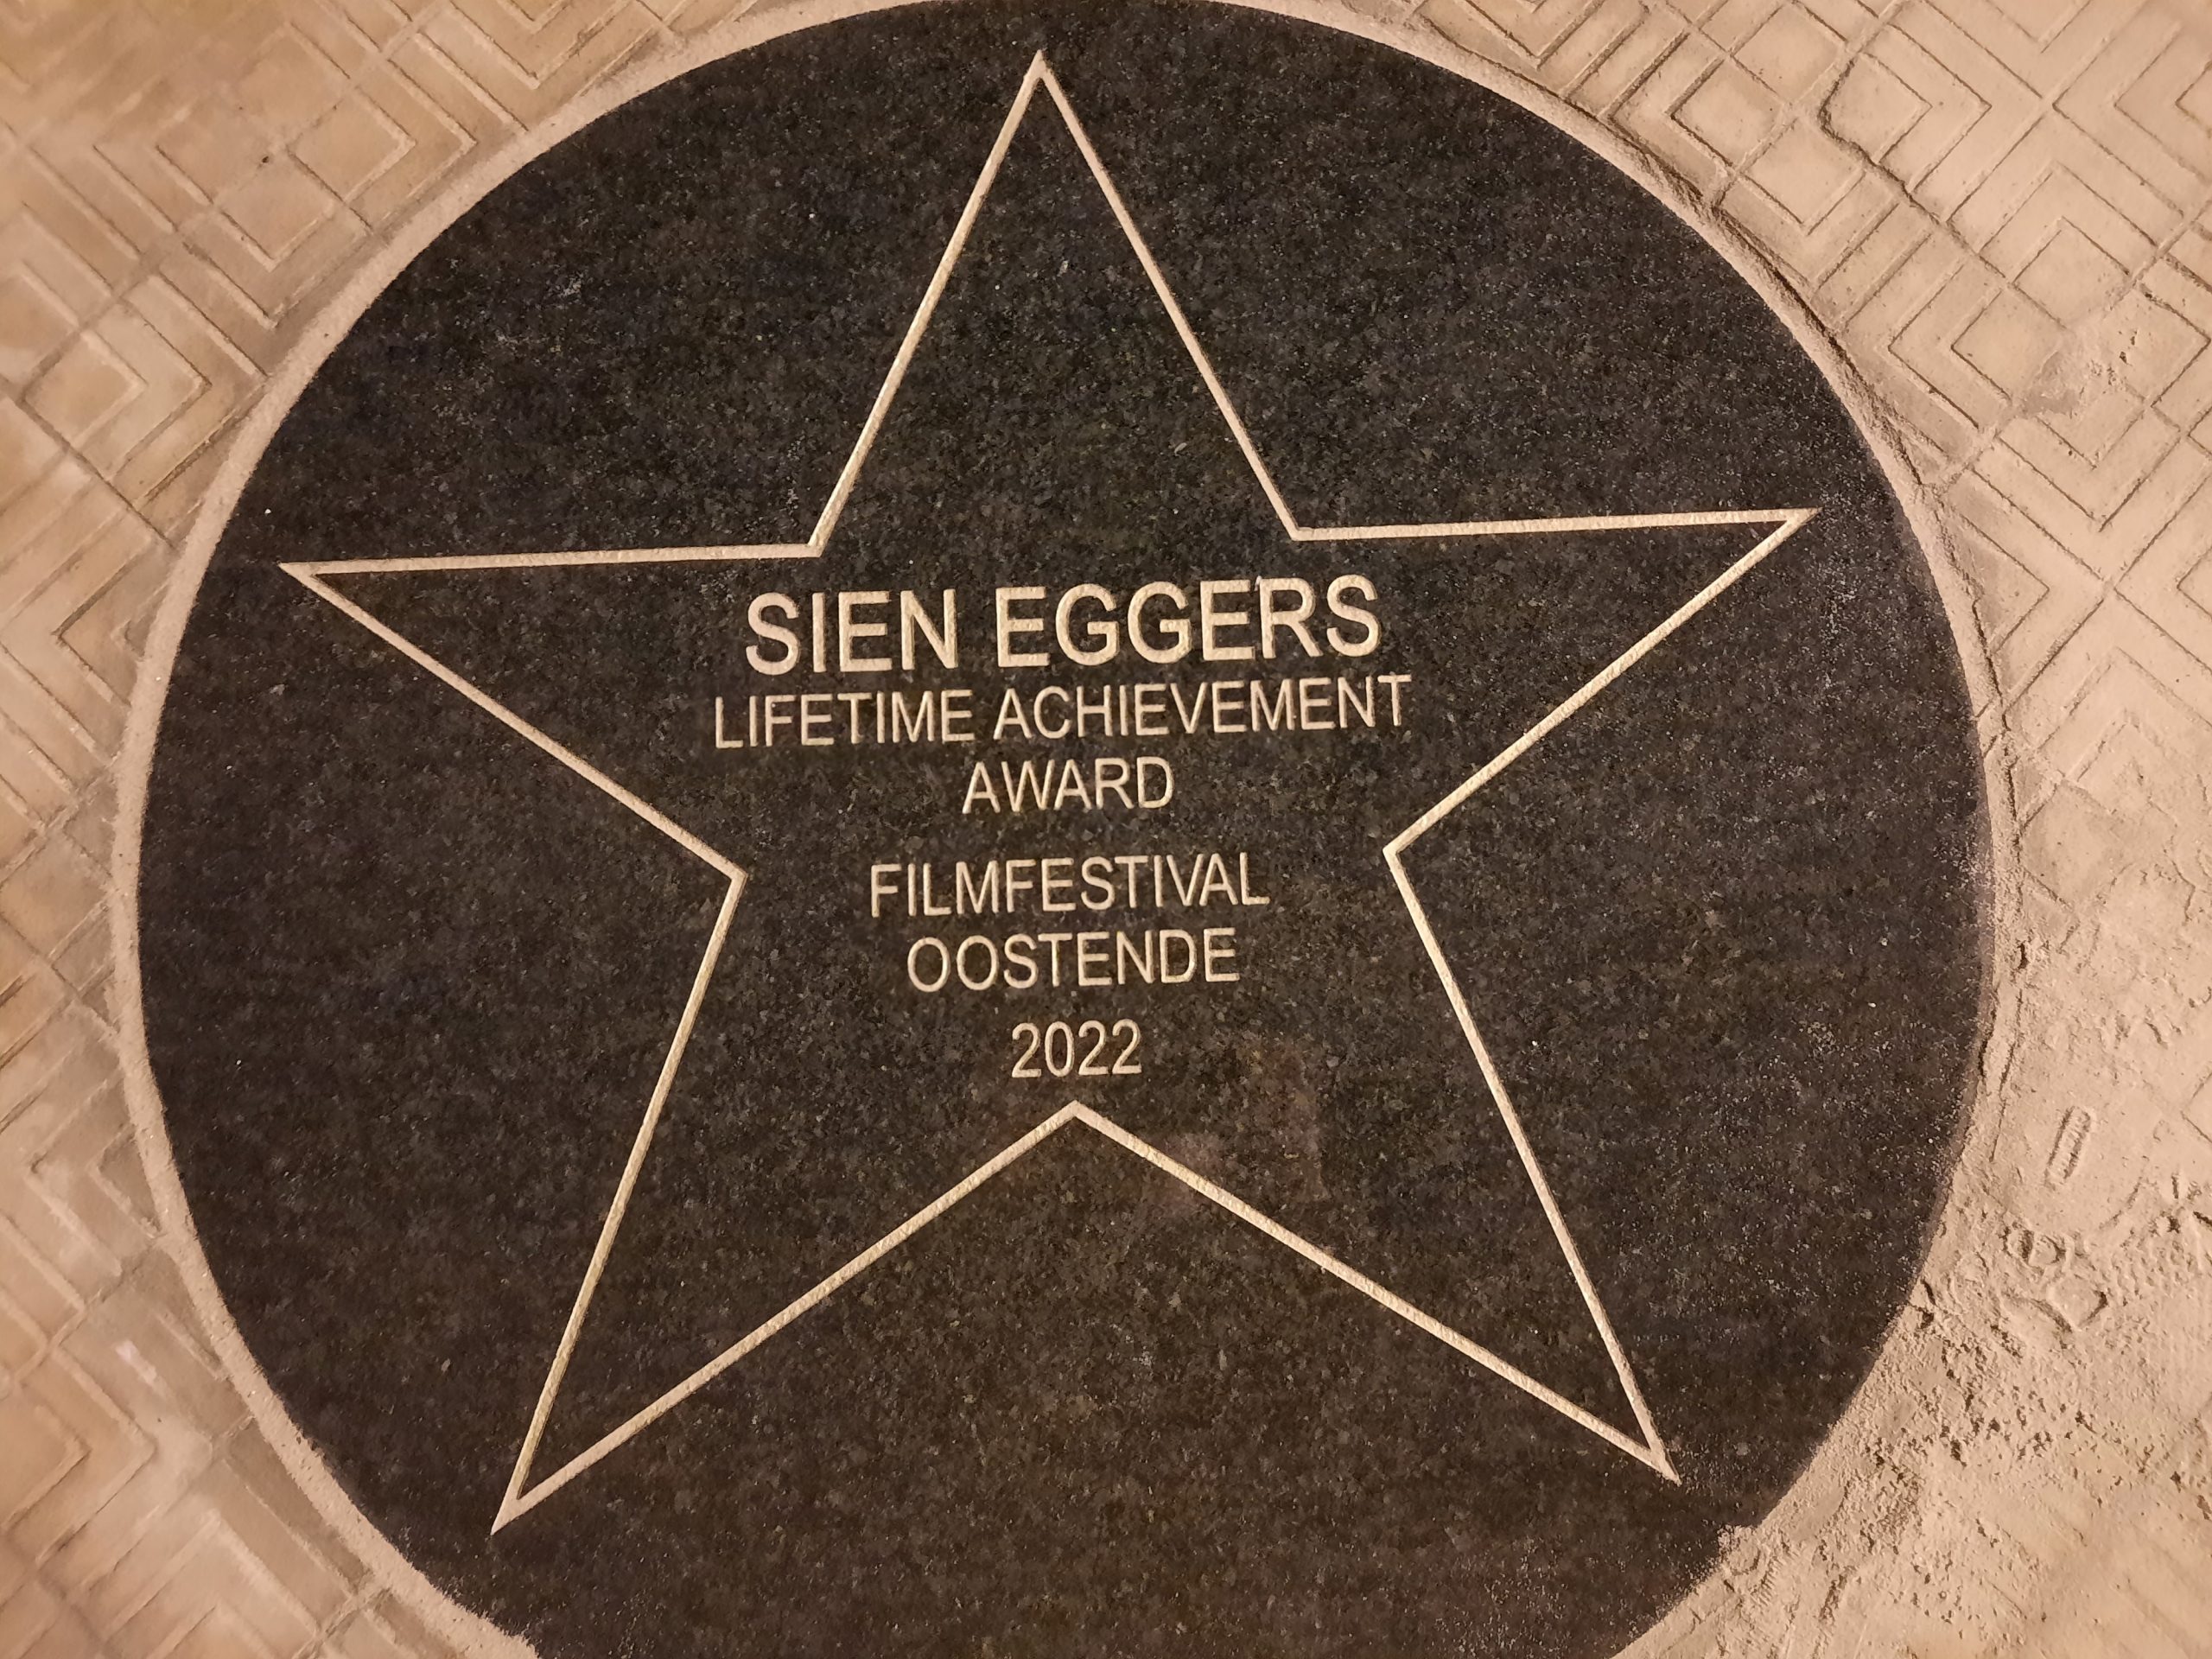 SIEN EGGERS
LIFETIME ACHIEVEMENT
AWARD
FILMFESTIVAL
OOSTENDE
2022